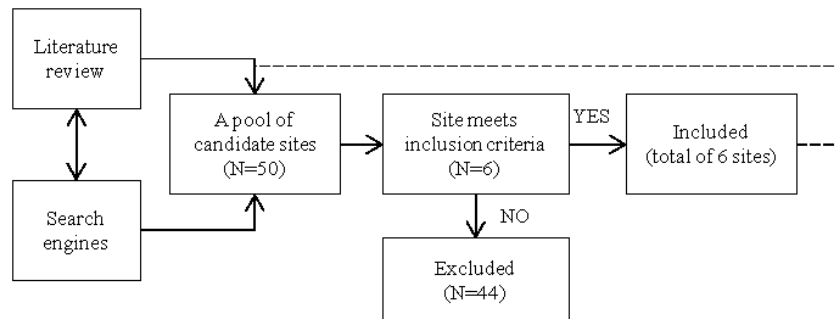 Literature
review
A pool of
candidate sites
(N=50)
Site meets
inclusion criteria
(N=6)
YES
Included
(total of 6 sites)
Search
engines
NO
Excluded
(N=44)